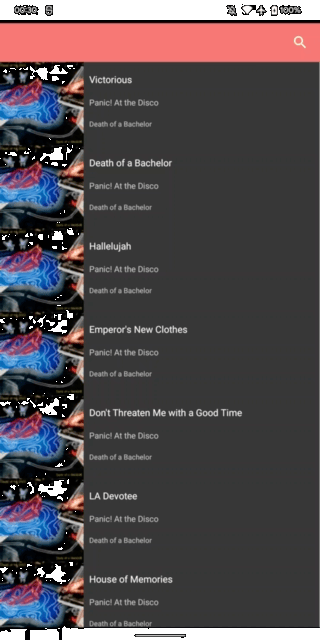 Victorious
Panic! At the Disco
Death of a Bachelor
Death of a Bachelor
Panic! At the Disco
Death of a Bachelor
Hallelujah
Panic! At the Disco
Death of a Bachelor
Emperor's New Clothes
Panic! At the Disco
Death of a Bachelor
Don't Threaten Me with a Good Time
Panic! At the Disco
Death of a Bachelor
LA Devotee
Panic! At the Disco
Death of a Bachelor
House of Memories
Panic! At the Disco
Death of a Bachelor